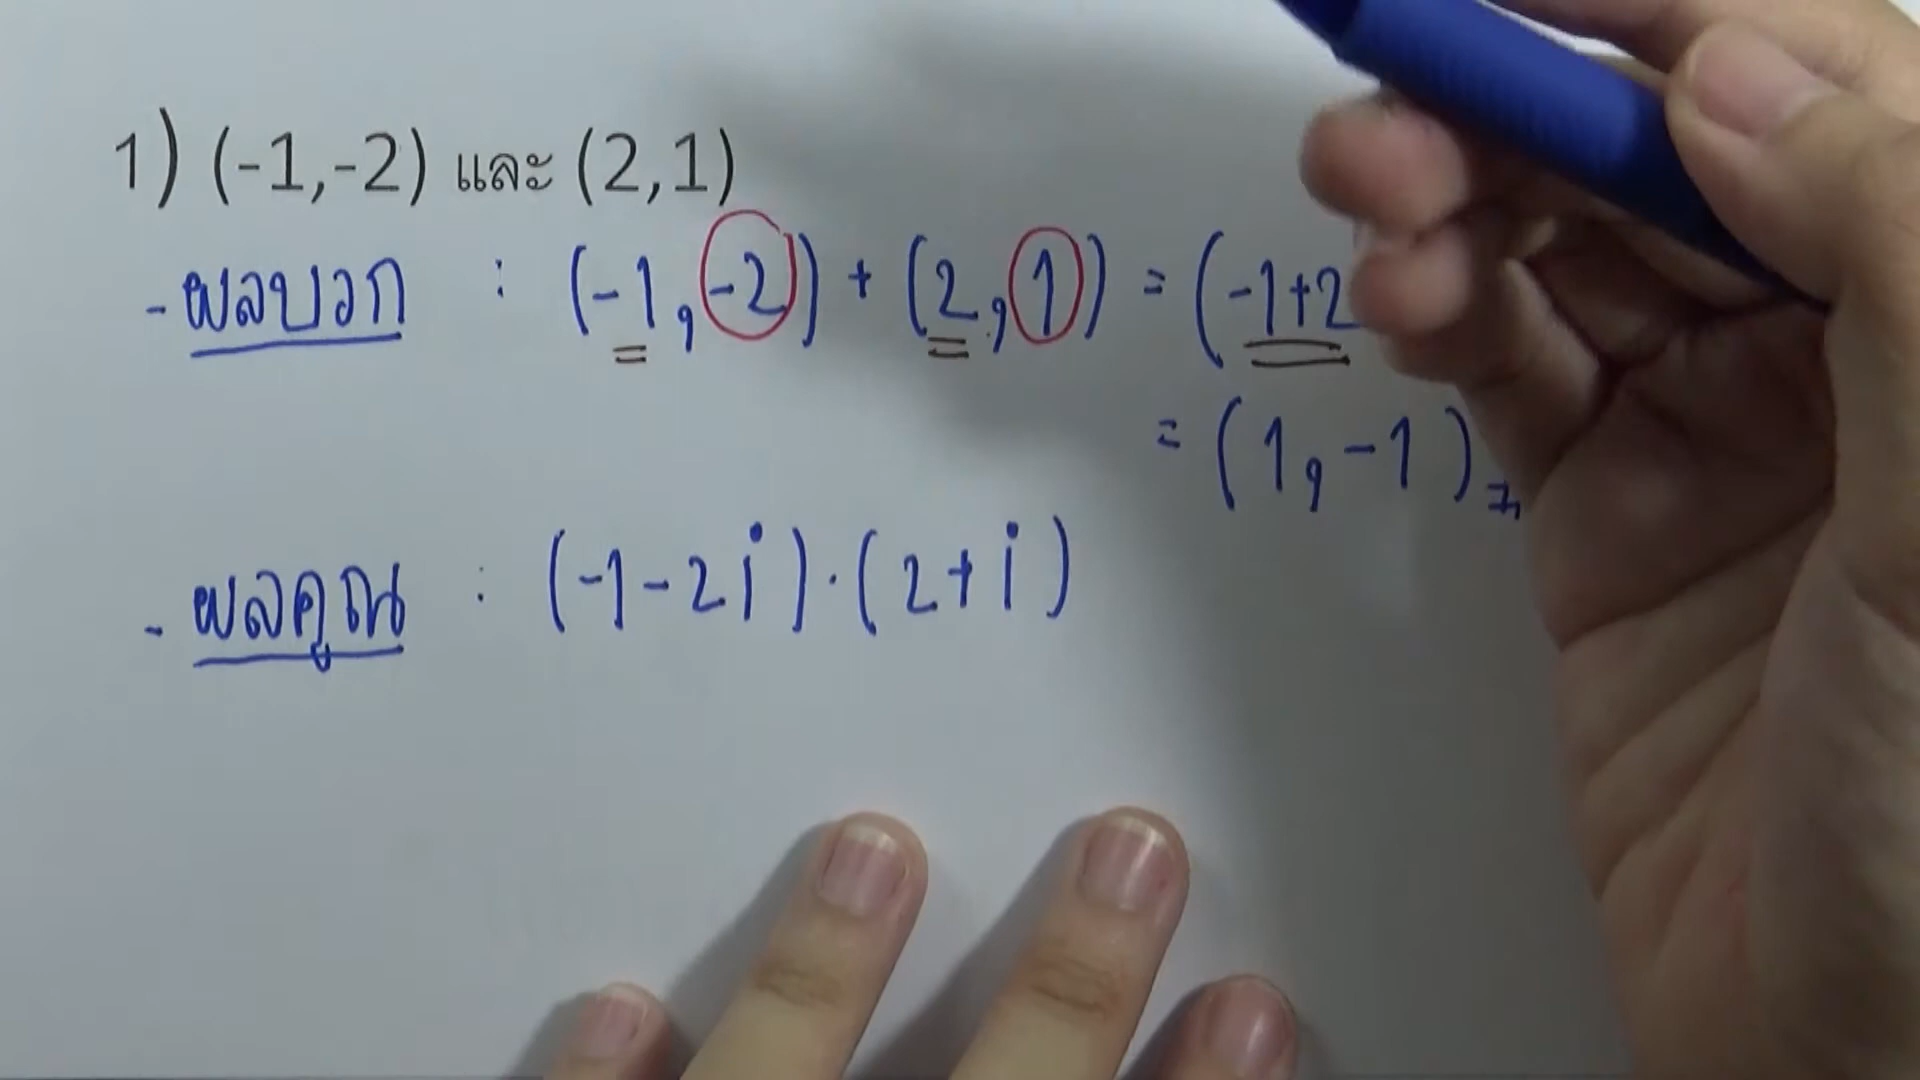 1) (-1,-2) และ (2,1)
- ผลบวก : (-1,-2) + (2,1) = (-1+2
= (1,-1)
- ผลคูณ : (-1-2i)·(2+i)